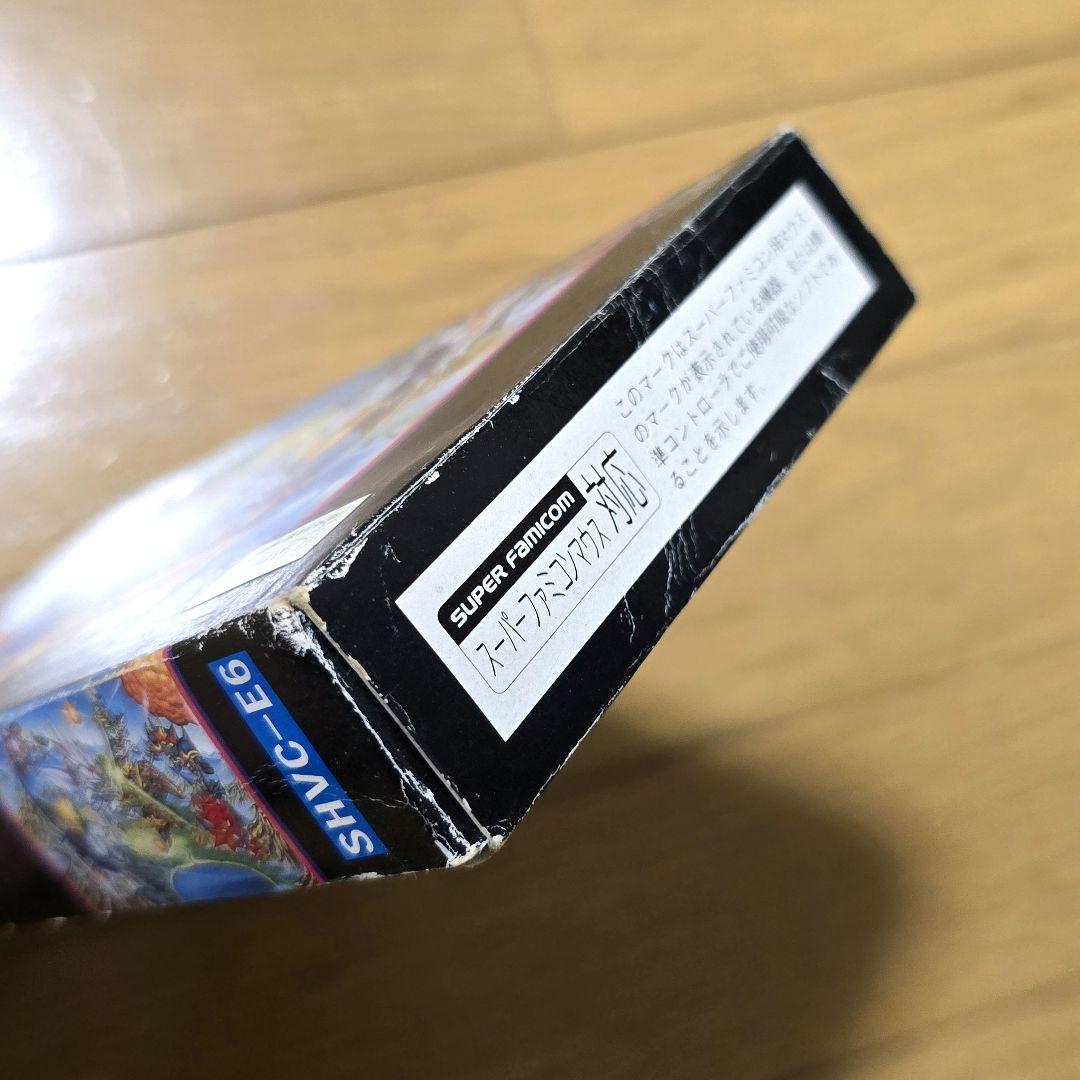 SUPER Famicom
スーパーファミコンマウス 対応
このマークはスーパーファミコン用マウス
のマークが表示されている機器、または標
準コントローラでご使用可能なソフトであ
ることを示します。
SHVC-E6